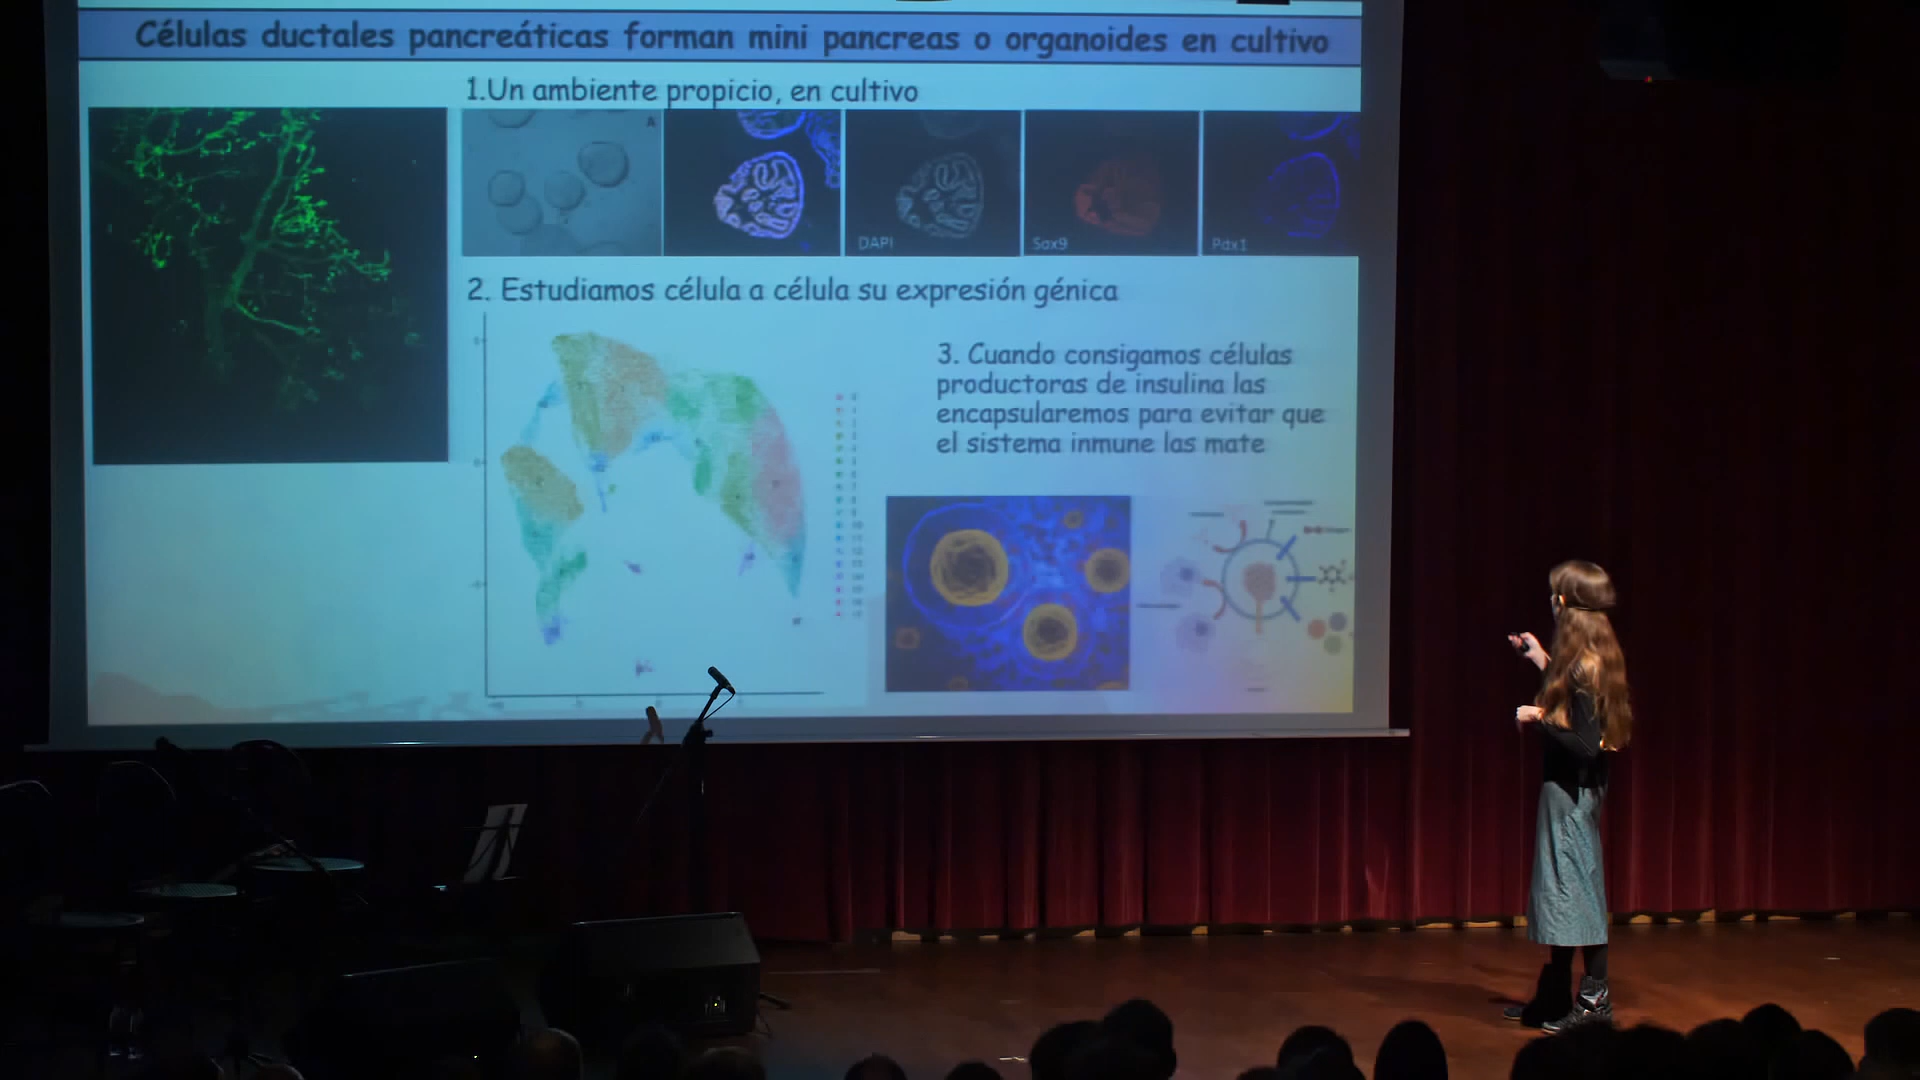 Células ductales pancreáticas forman mini pancreas o organoides en cultivo
1.Un ambiente propicio, en cultivo
A
DAPI
Sox9
Pdx1
2. Estudiamos célula a célula su expresión génica
3. Cuando consigamos células
productoras de insulina las
encapsularemos para evitar que
el sistema inmune las mate